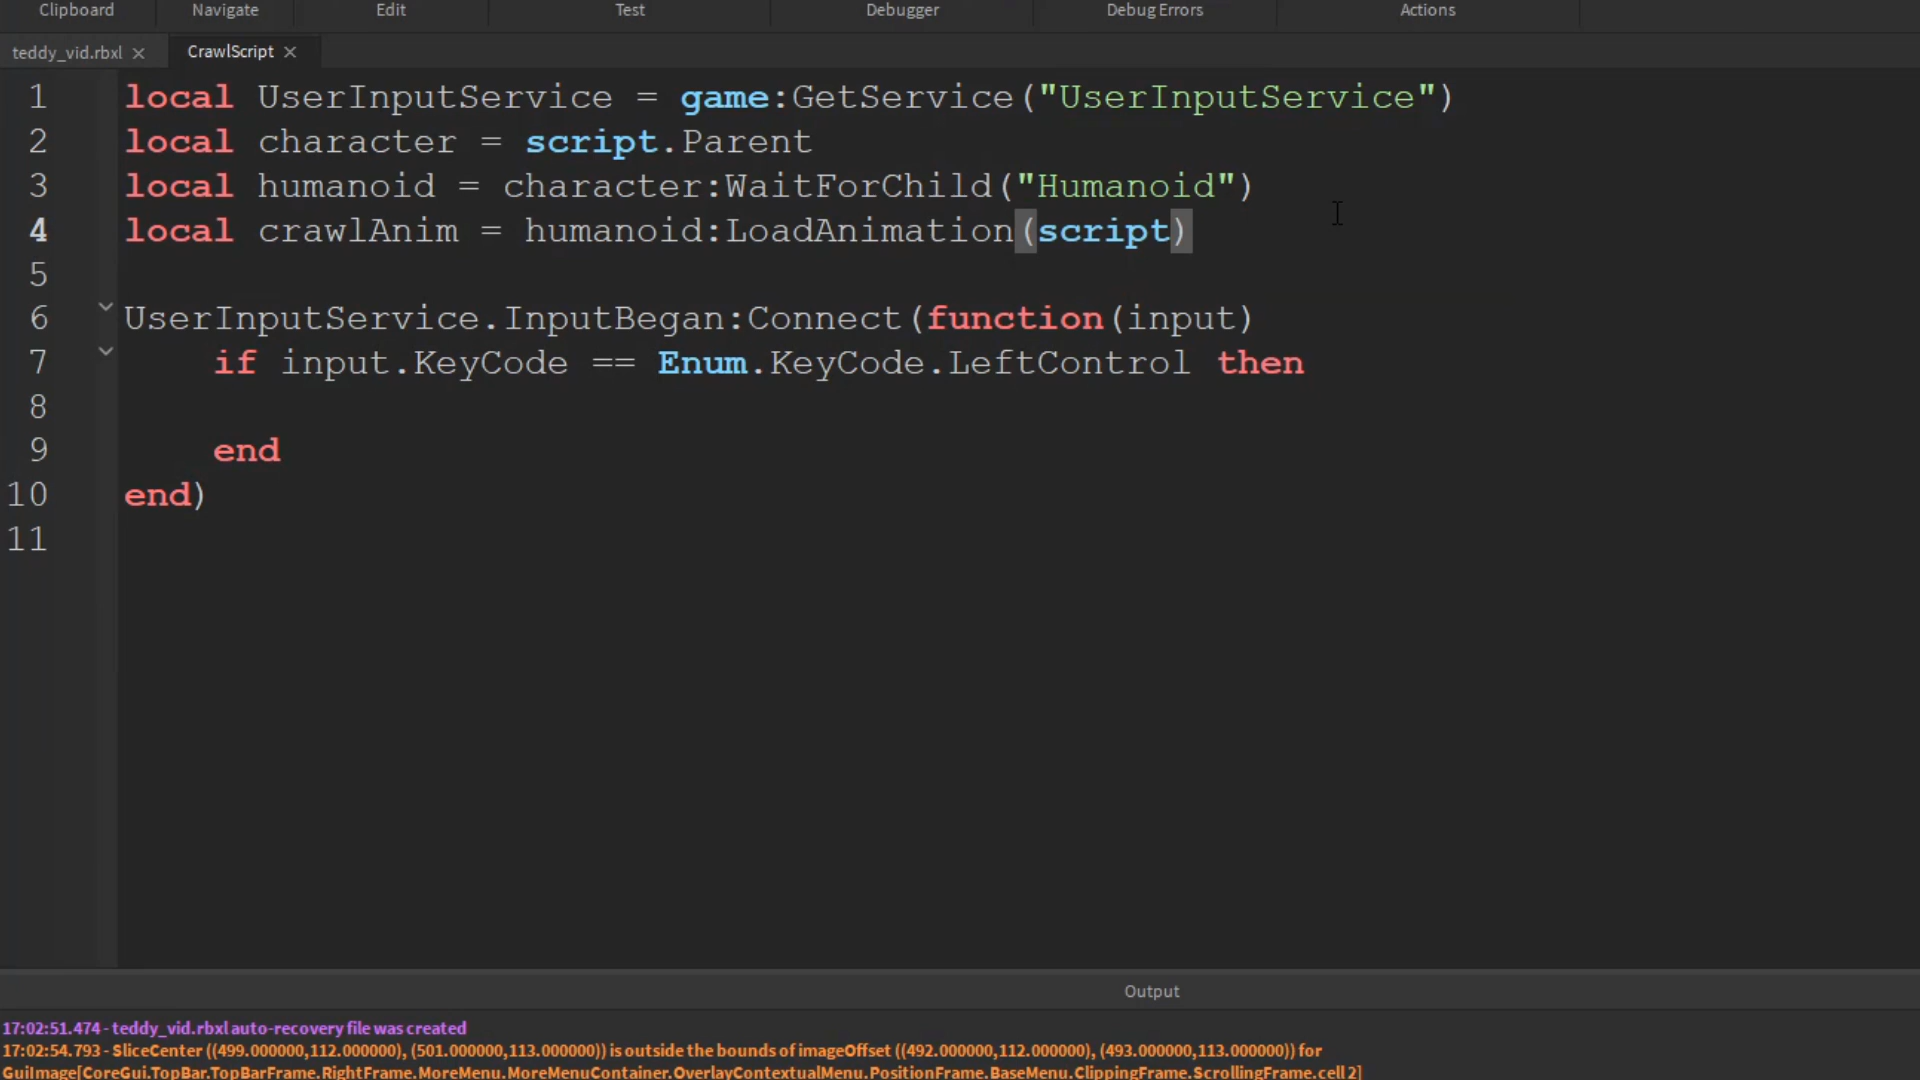 Clipboard Navigate Edit Test Debugger Debug Errors Actions
teddy_vid.rbxl × CrawlScript ×
1 local UserInputService = game:GetService("UserInputService")
2 local character = script.Parent
3 local humanoid = character:WaitForChild("Humanoid")
4 local crawlAnim = humanoid:LoadAnimation(script)
5
6 UserInputService.InputBegan:Connect(function(input)
7 if input.KeyCode == Enum.KeyCode.LeftControl then
8
9 end
10 end)
11
Output
17:02:51.474 - teddy_vid.rbxl auto-recovery file was created
17:02:54.793 - SliceCenter ((499.000000,112.000000), (501.000000,113.000000)) is outside the bounds of imageOffset ((492.000000,112.000000), (493.000000,113.000000)) for
GuiImage[CoreGui.TopBar.TopBarFrame.RightFrame.MoreMenu.MoreMenuContainer.OverlayContextualMenu.PositionFrame.BaseMenu.ClippingFrame.ScrollingFrame.cell 2]